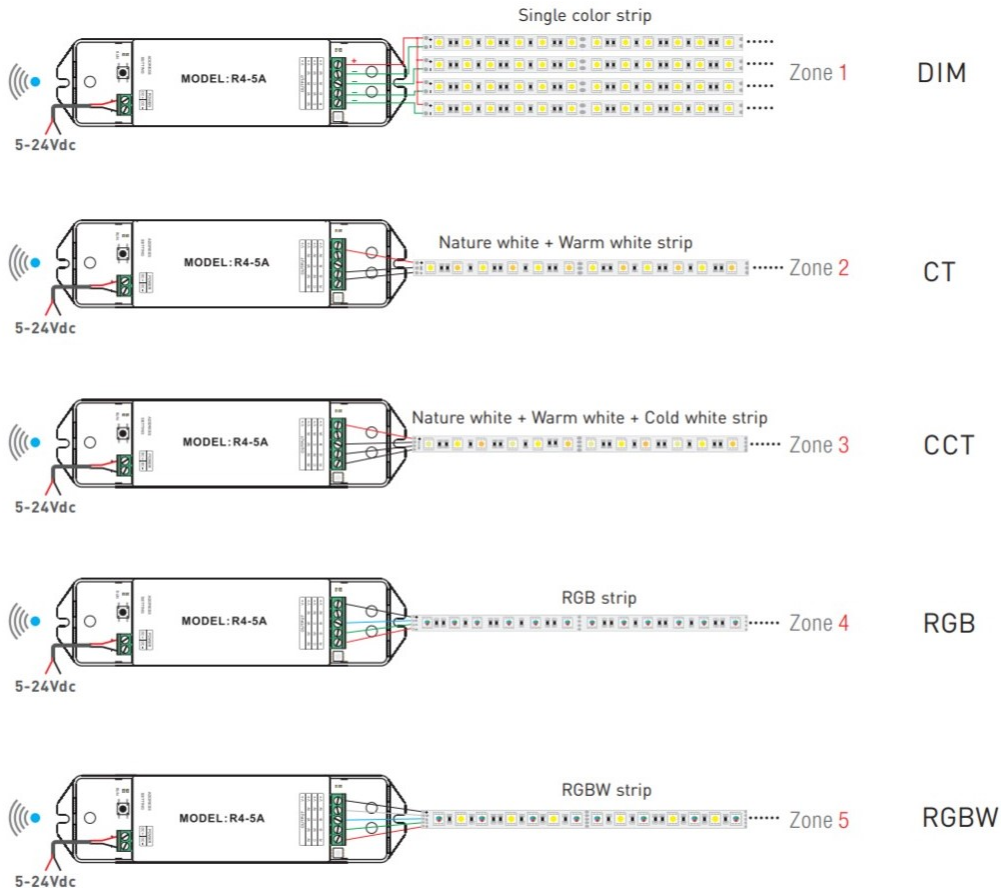 Single color strip
MODEL: R4-5A
+
−
−
−
−
Zone 1
DIM
5-24Vdc
Nature white + Warm white strip
MODEL: R4-5A
Zone 2
CT
5-24Vdc
Nature white + Warm white + Cold white strip
MODEL: R4-5A
Zone 3
CCT
5-24Vdc
RGB strip
MODEL: R4-5A
Zone 4
RGB
5-24Vdc
RGBW strip
MODEL: R4-5A
Zone 5
RGBW
5-24Vdc